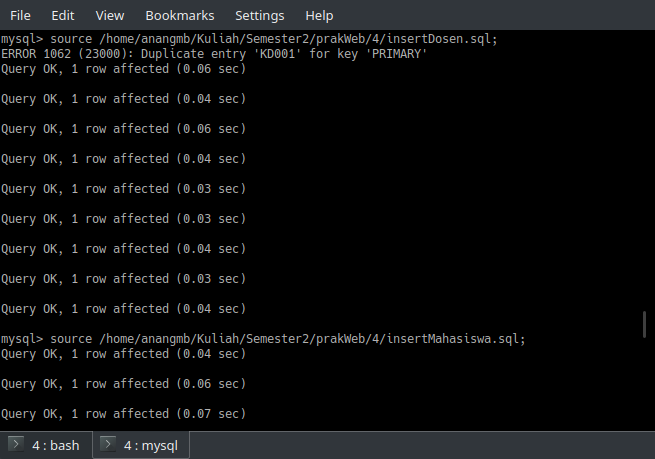 File Edit View Bookmarks Settings Help
mysql> source /home/anangmb/Kuliah/Semester2/prakWeb/4/insertDosen.sql;
ERROR 1062 (23000): Duplicate entry 'KD001' for key 'PRIMARY'
Query OK, 1 row affected (0.06 sec)
Query OK, 1 row affected (0.04 sec)
Query OK, 1 row affected (0.06 sec)
Query OK, 1 row affected (0.04 sec)
Query OK, 1 row affected (0.03 sec)
Query OK, 1 row affected (0.03 sec)
Query OK, 1 row affected (0.04 sec)
Query OK, 1 row affected (0.03 sec)
Query OK, 1 row affected (0.04 sec)
mysql> source /home/anangmb/Kuliah/Semester2/prakWeb/4/insertMahasiswa.sql;
Query OK, 1 row affected (0.04 sec)
Query OK, 1 row affected (0.06 sec)
Query OK, 1 row affected (0.07 sec)
4 : bash 4 : mysql